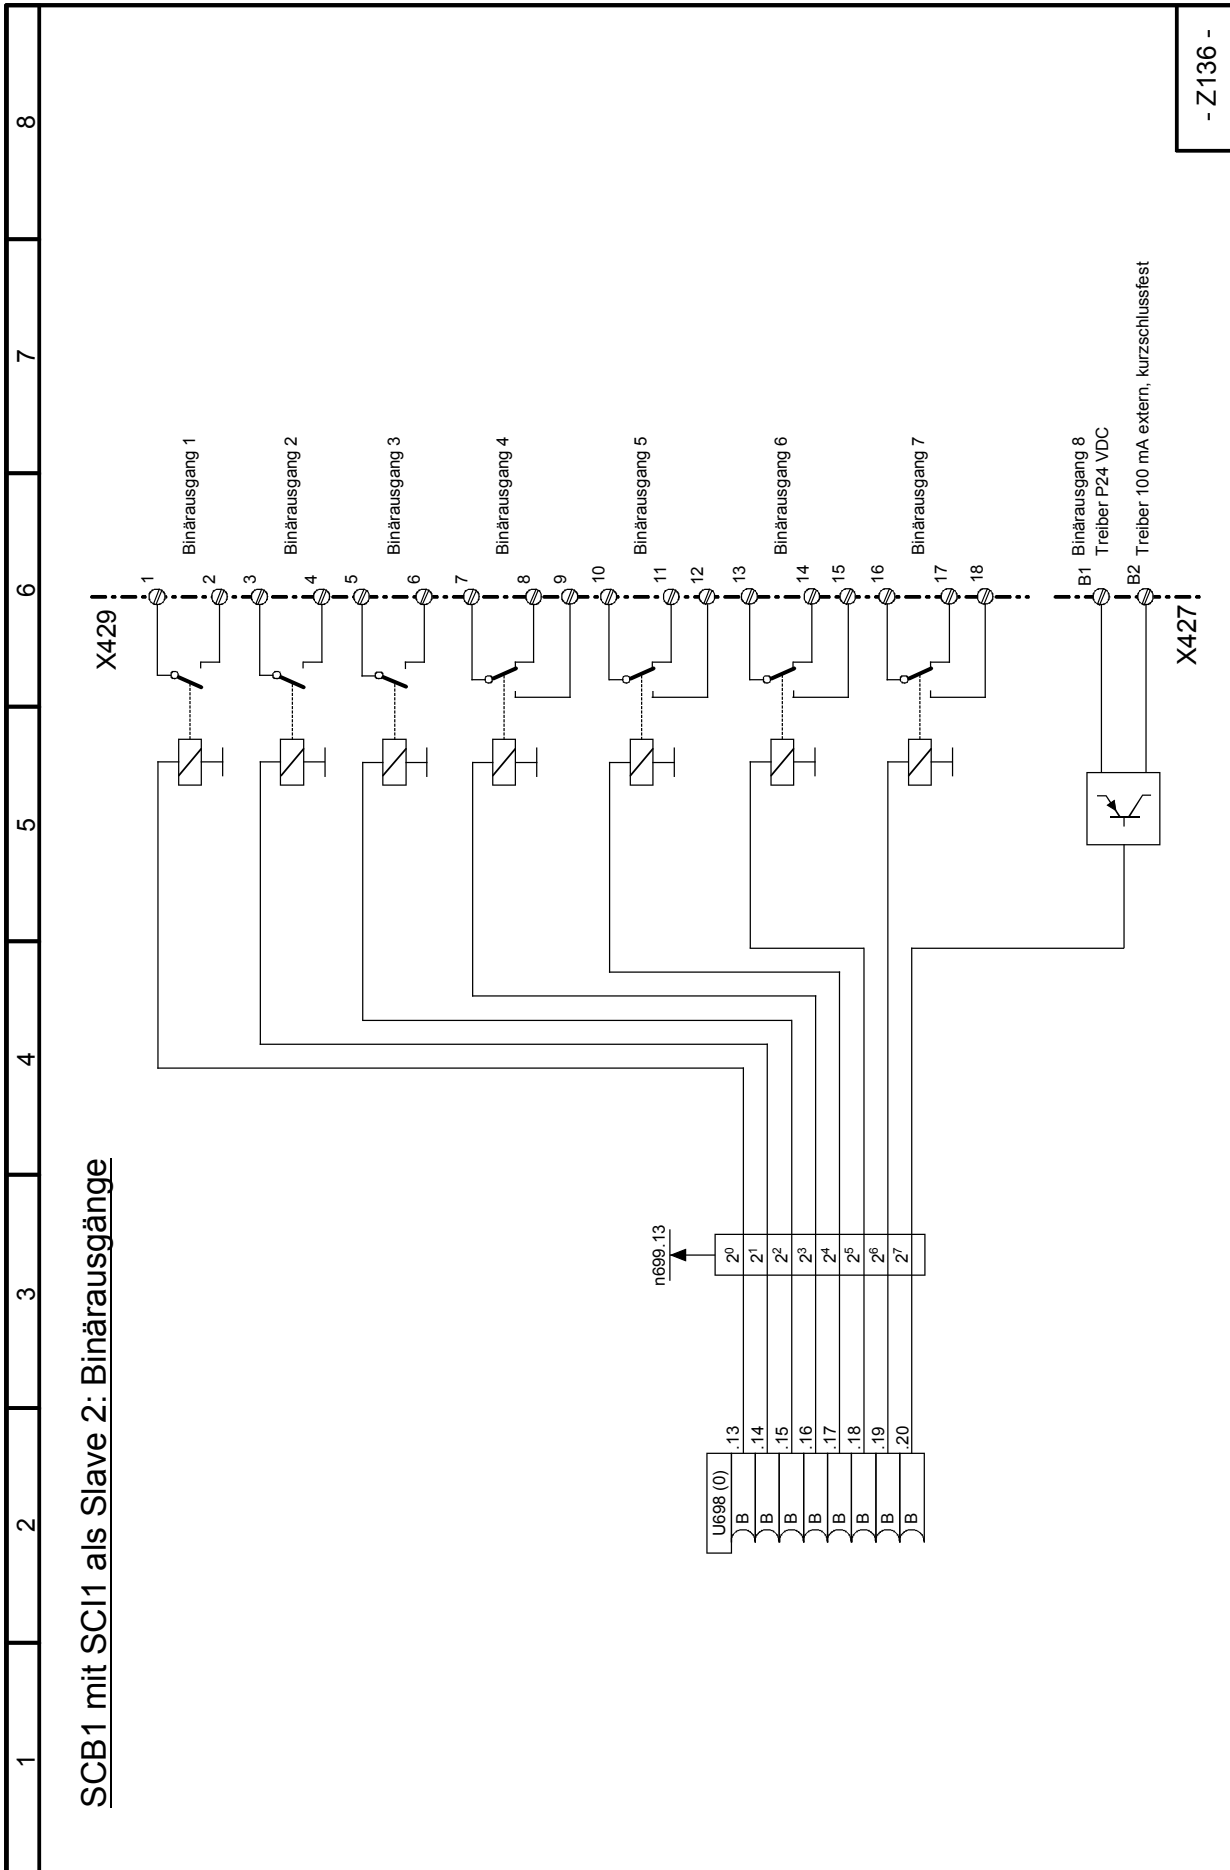 1 2 3 4 5 6 7 8
SCB1 mit SCI1 als Slave 2: Binärausgänge
X429
1
Binärausgang 1
2
3
Binärausgang 2
4
5
Binärausgang 3
6
7
Binärausgang 4
8
9
10
Binärausgang 5
11
12
13
Binärausgang 6
14
15
16
Binärausgang 7
17
18
n699.13
U698 (0)
B .13 2⁰
B .14 2¹
B .15 2²
B .16 2³
B .17 2⁴
B .18 2⁵
B .19 2⁶
B .20 2⁷
B1
Binärausgang 8
Treiber P24 VDC
B2
Treiber 100 mA extern, kurzschlussfest
X427
- Z136 -